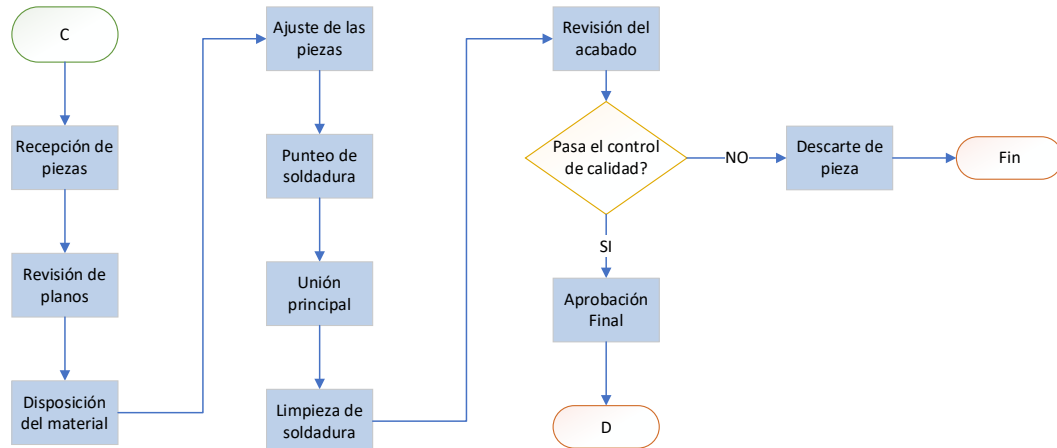 C
Recepción de
piezas
Revisión de
planos
Disposición
del material
Ajuste de las
piezas
Punteo de
soldadura
Unión
principal
Limpieza de
soldadura
Revisión del
acabado
Pasa el control
de calidad?
NO
Descarte de
pieza
Fin
SI
Aprobación
Final
D